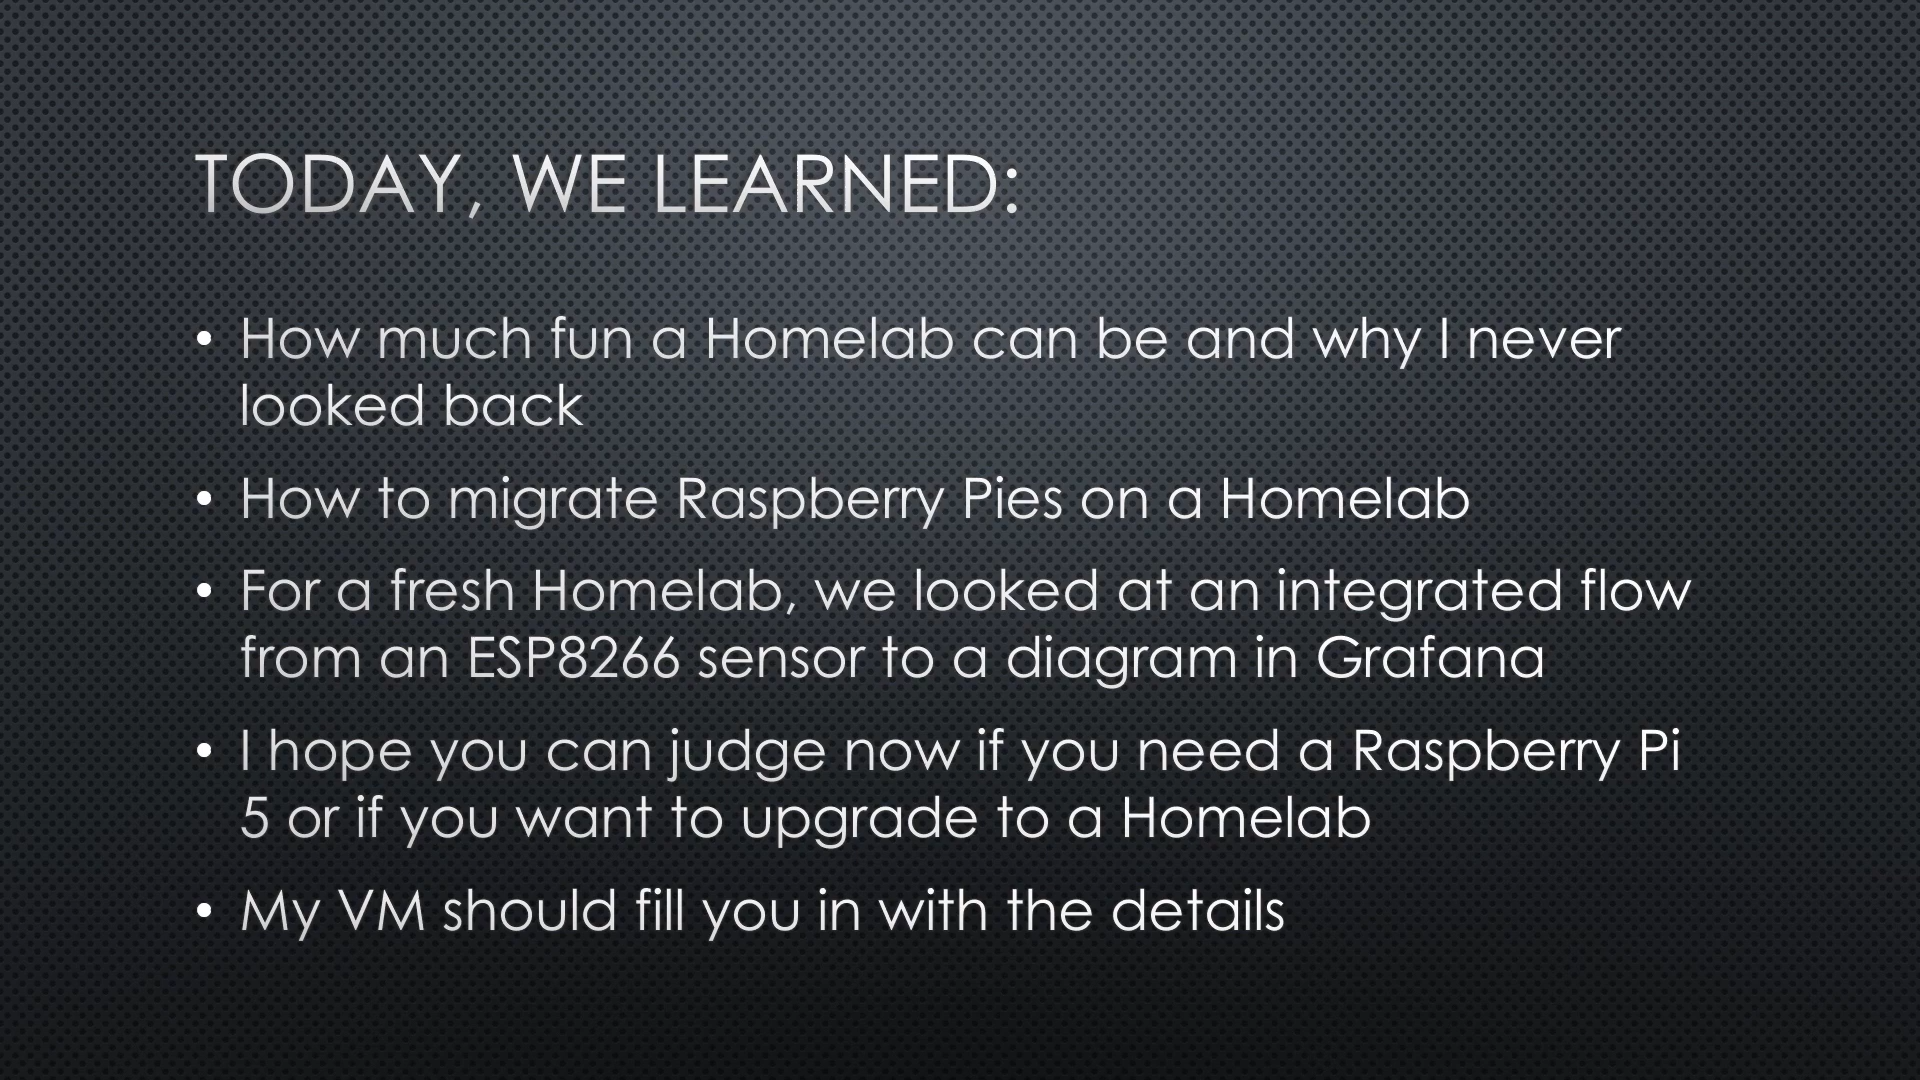 TODAY, WE LEARNED:
• How much fun a Homelab can be and why I never
looked back
• How to migrate Raspberry Pies on a Homelab
• For a fresh Homelab, we looked at an integrated flow
from an ESP8266 sensor to a diagram in Grafana
• I hope you can judge now if you need a Raspberry Pi
5 or if you want to upgrade to a Homelab
• My VM should fill you in with the details